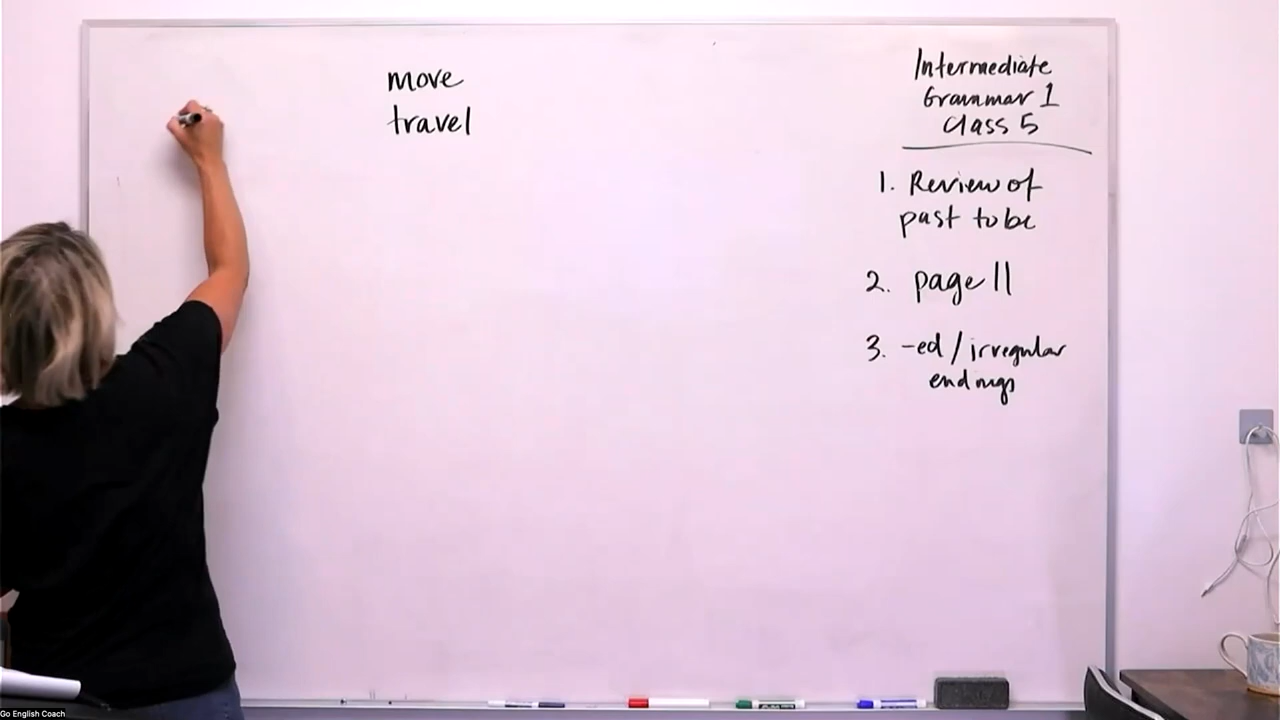 move
travel
Intermediate
Grammar 1
Class 5
1. Review of
past to be
2. page 11
3. -ed / irregular
endings
Go English Coach